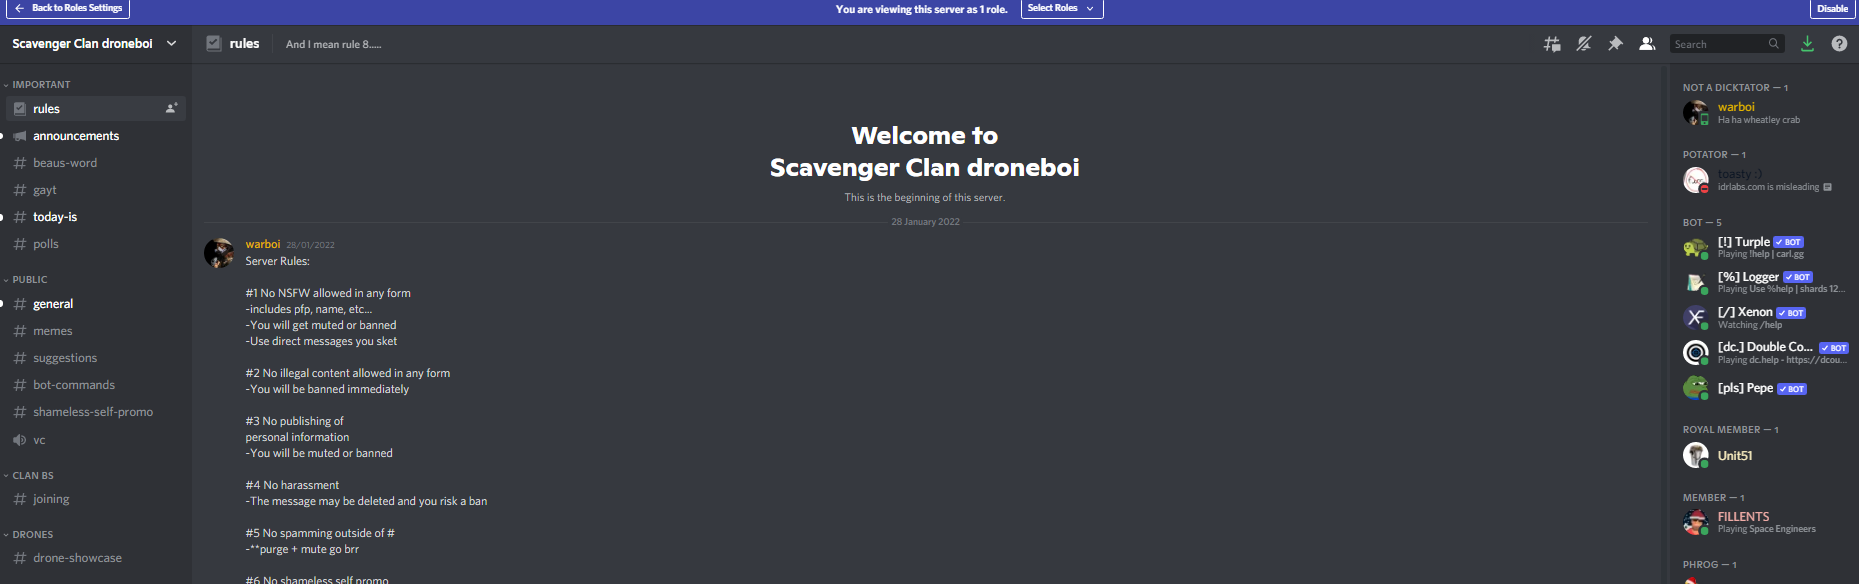 Back to Roles Settings
You are viewing this server as 1 role.
Select Roles
Disable
Scavenger Clan droneboi
rules
And I mean rule 8.....
Search
IMPORTANT
rules
announcements
beaus-word
gayt
today-is
polls
PUBLIC
general
memes
suggestions
bot-commands
shameless-self-promo
vc
CLAN BS
joining
DRONES
drone-showcase
Welcome to
Scavenger Clan droneboi
This is the beginning of this server.
28 January 2022
warboi 28/01/2022
Server Rules:
#1 No NSFW allowed in any form
-includes pfp, name, etc...
-You will get muted or banned
-Use direct messages you sket
#2 No illegal content allowed in any form
-You will be banned immediately
#3 No publishing of
personal information
-You will be muted or banned
#4 No harassment
-The message may be deleted and you risk a ban
#5 No spamming outside of #
-**purge + mute go brr
#6 No shameless self promo
NOT A DICKTATOR — 1
warboi
Ha ha wheatley crab
POTATOR — 1
toasty :)
idrlabs.com is misleading
BOT — 5
[!] Turple BOT
Playing !help | carl.gg
[%] Logger BOT
Playing Use %help | shards 12...
[/] Xenon BOT
Watching /help
[dc.] Double Co... BOT
Playing dc.help - https://dcou...
[pls] Pepe BOT
ROYAL MEMBER — 1
Unit51
MEMBER — 1
FILLENTS
Playing Space Engineers
PHROG — 1